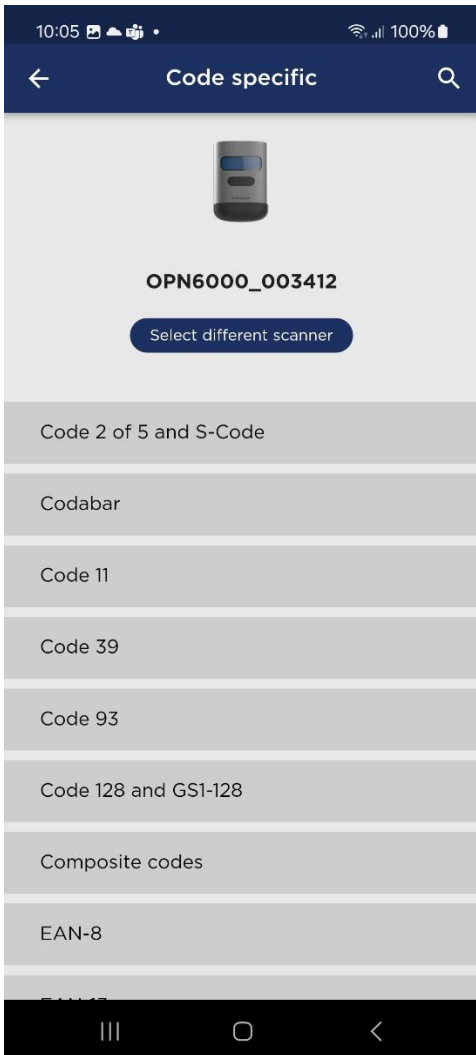 10:05
100%
Code specific
OPN6000_003412
Select different scanner
Code 2 of 5 and S-Code
Codabar
Code 11
Code 39
Code 93
Code 128 and GS1-128
Composite codes
EAN-8